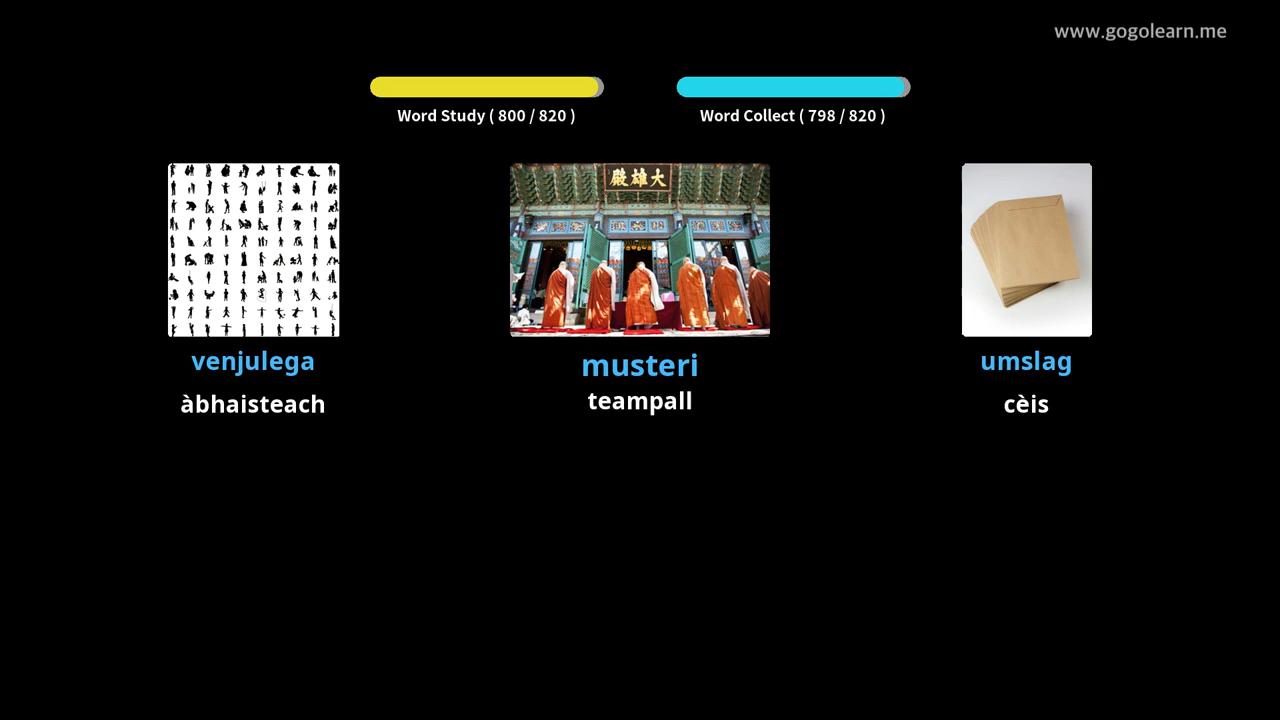 www.gogolearn.me
Word Study ( 800 / 820 )
Word Collect ( 798 / 820 )
大雄殿
venjulega
musteri
umslag
àbhaisteach
teampall
cèis